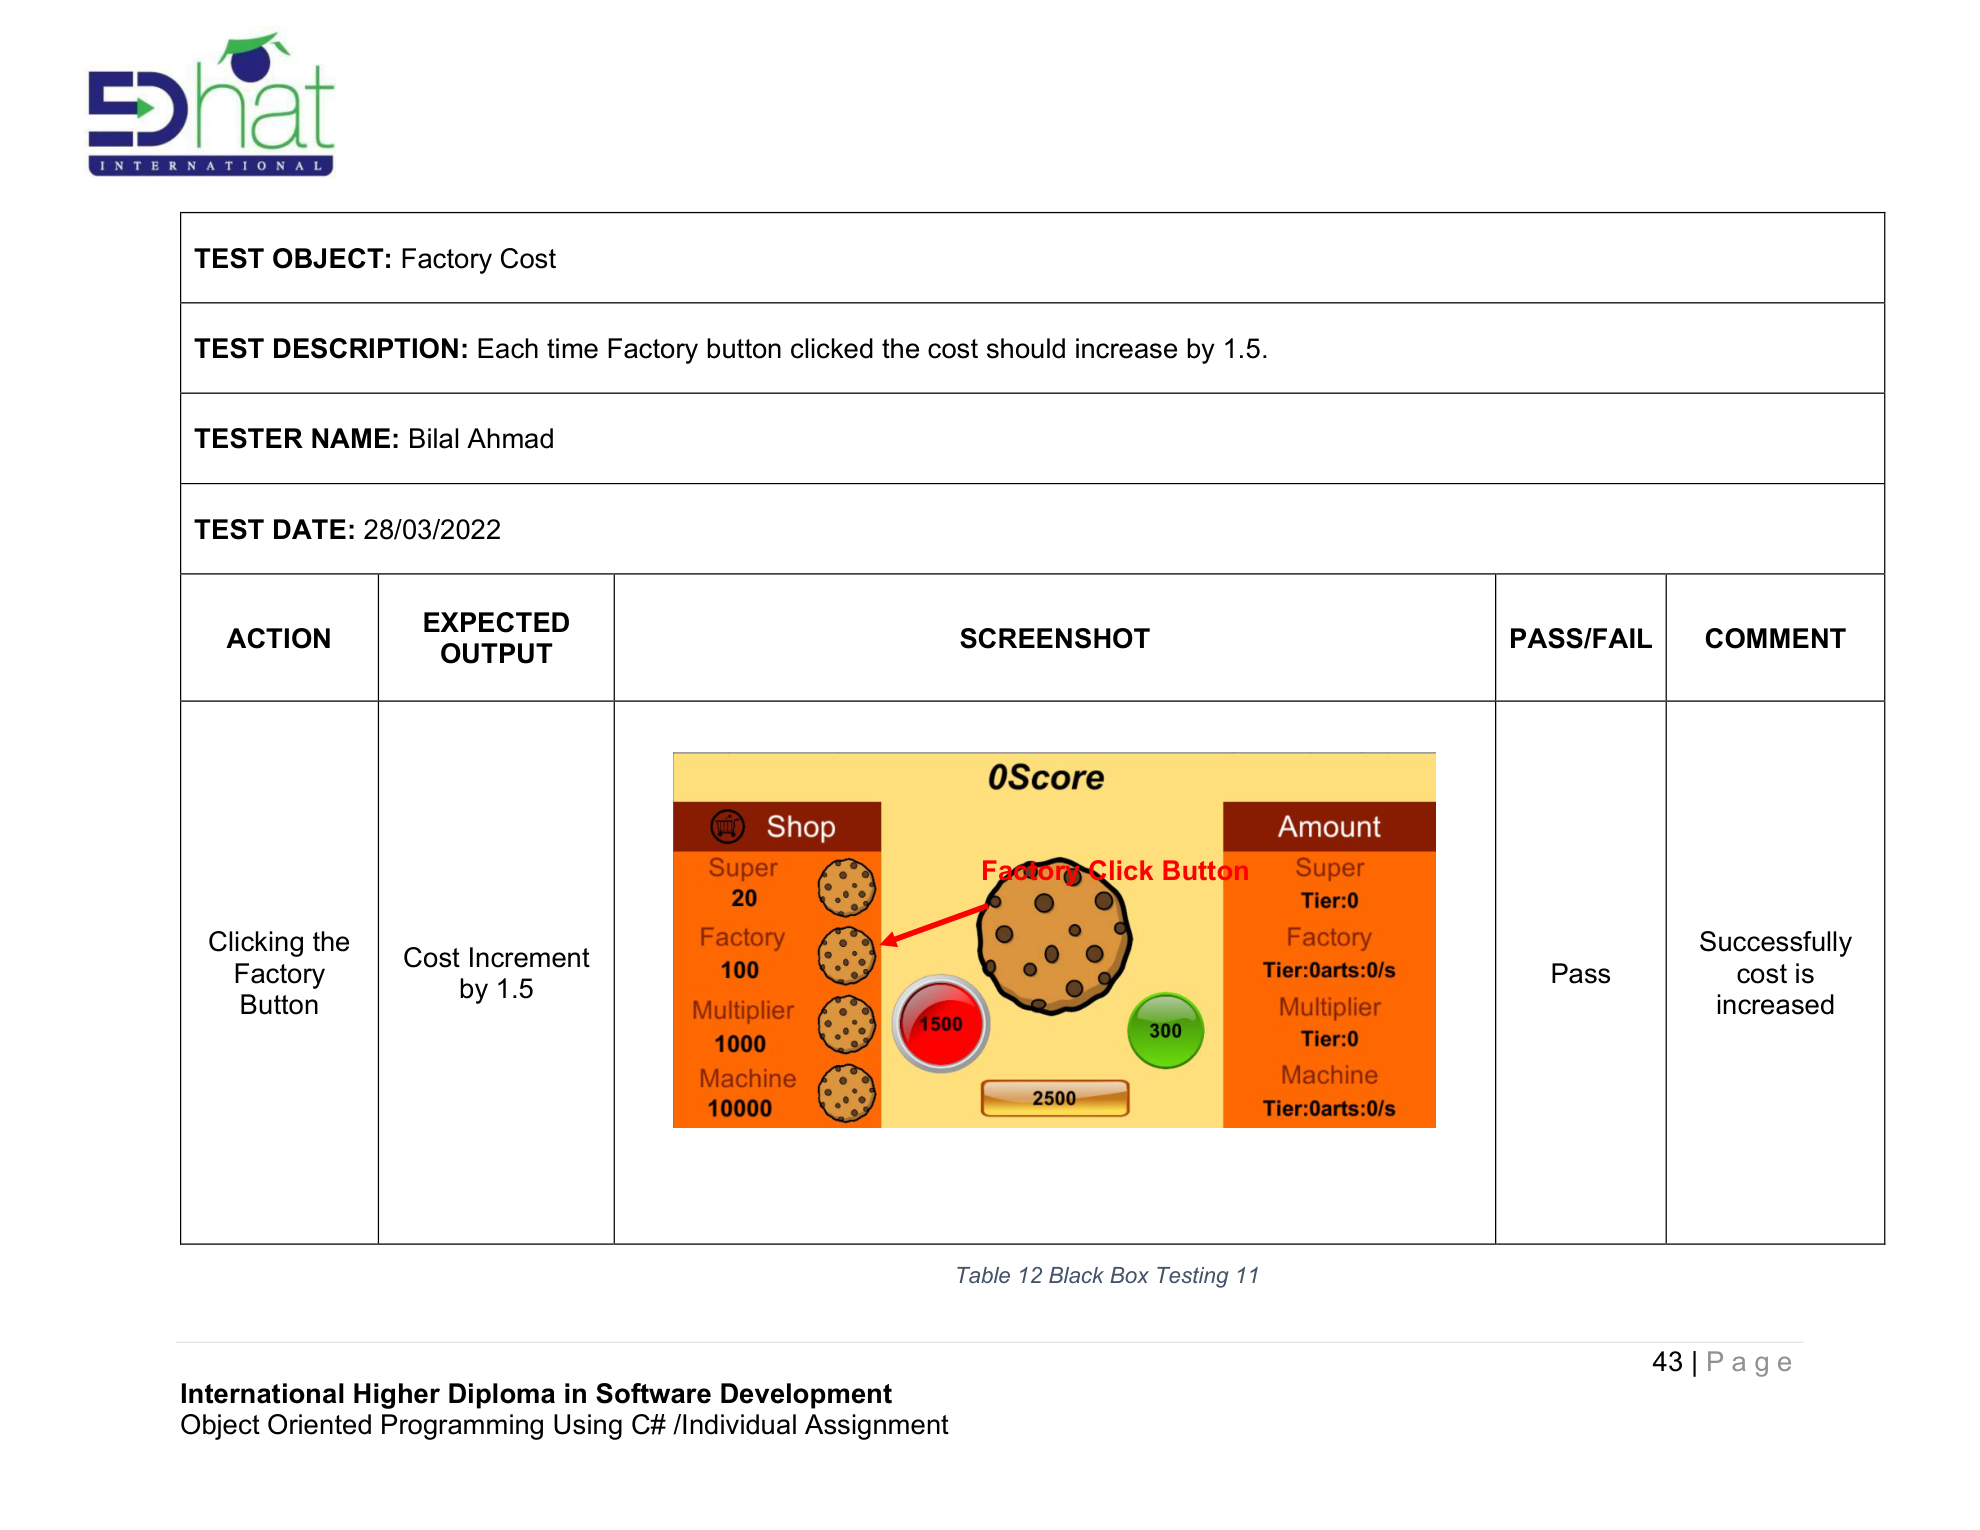 EDhat
INTERNATIONAL
TEST OBJECT: Factory Cost
TEST DESCRIPTION: Each time Factory button clicked the cost should increase by 1.5.
TESTER NAME: Bilal Ahmad
TEST DATE: 28/03/2022
ACTION
EXPECTED
OUTPUT
SCREENSHOT
PASS/FAIL
COMMENT
Clicking the
Factory
Button
Cost Increment
by 1.5
0Score
Shop
Super
20
Factory
100
Multiplier
1000
Machine
10000
Factory Click Button
1500
300
2500
Amount
Super
Tier:0
Factory
Tier:0arts:0/s
Multiplier
Tier:0
Machine
Tier:0arts:0/s
Pass
Successfully
cost is
increased
Table 12 Black Box Testing 11
43 | Page
International Higher Diploma in Software Development
Object Oriented Programming Using C# /Individual Assignment